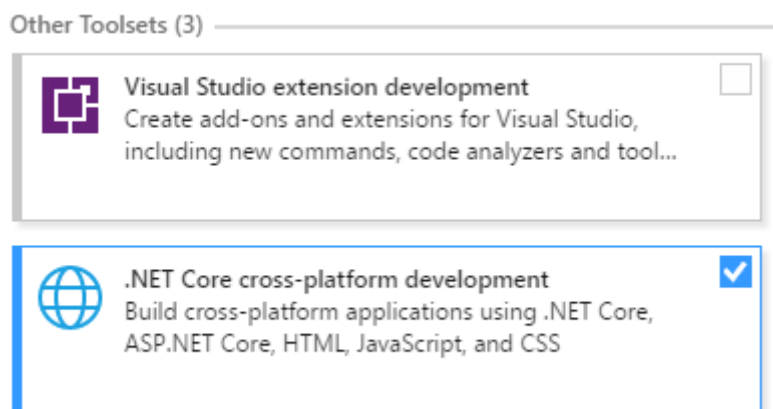 Other Toolsets (3)
Visual Studio extension development
Create add-ons and extensions for Visual Studio,
including new commands, code analyzers and tool...
.NET Core cross-platform development
Build cross-platform applications using .NET Core,
ASP.NET Core, HTML, JavaScript, and CSS